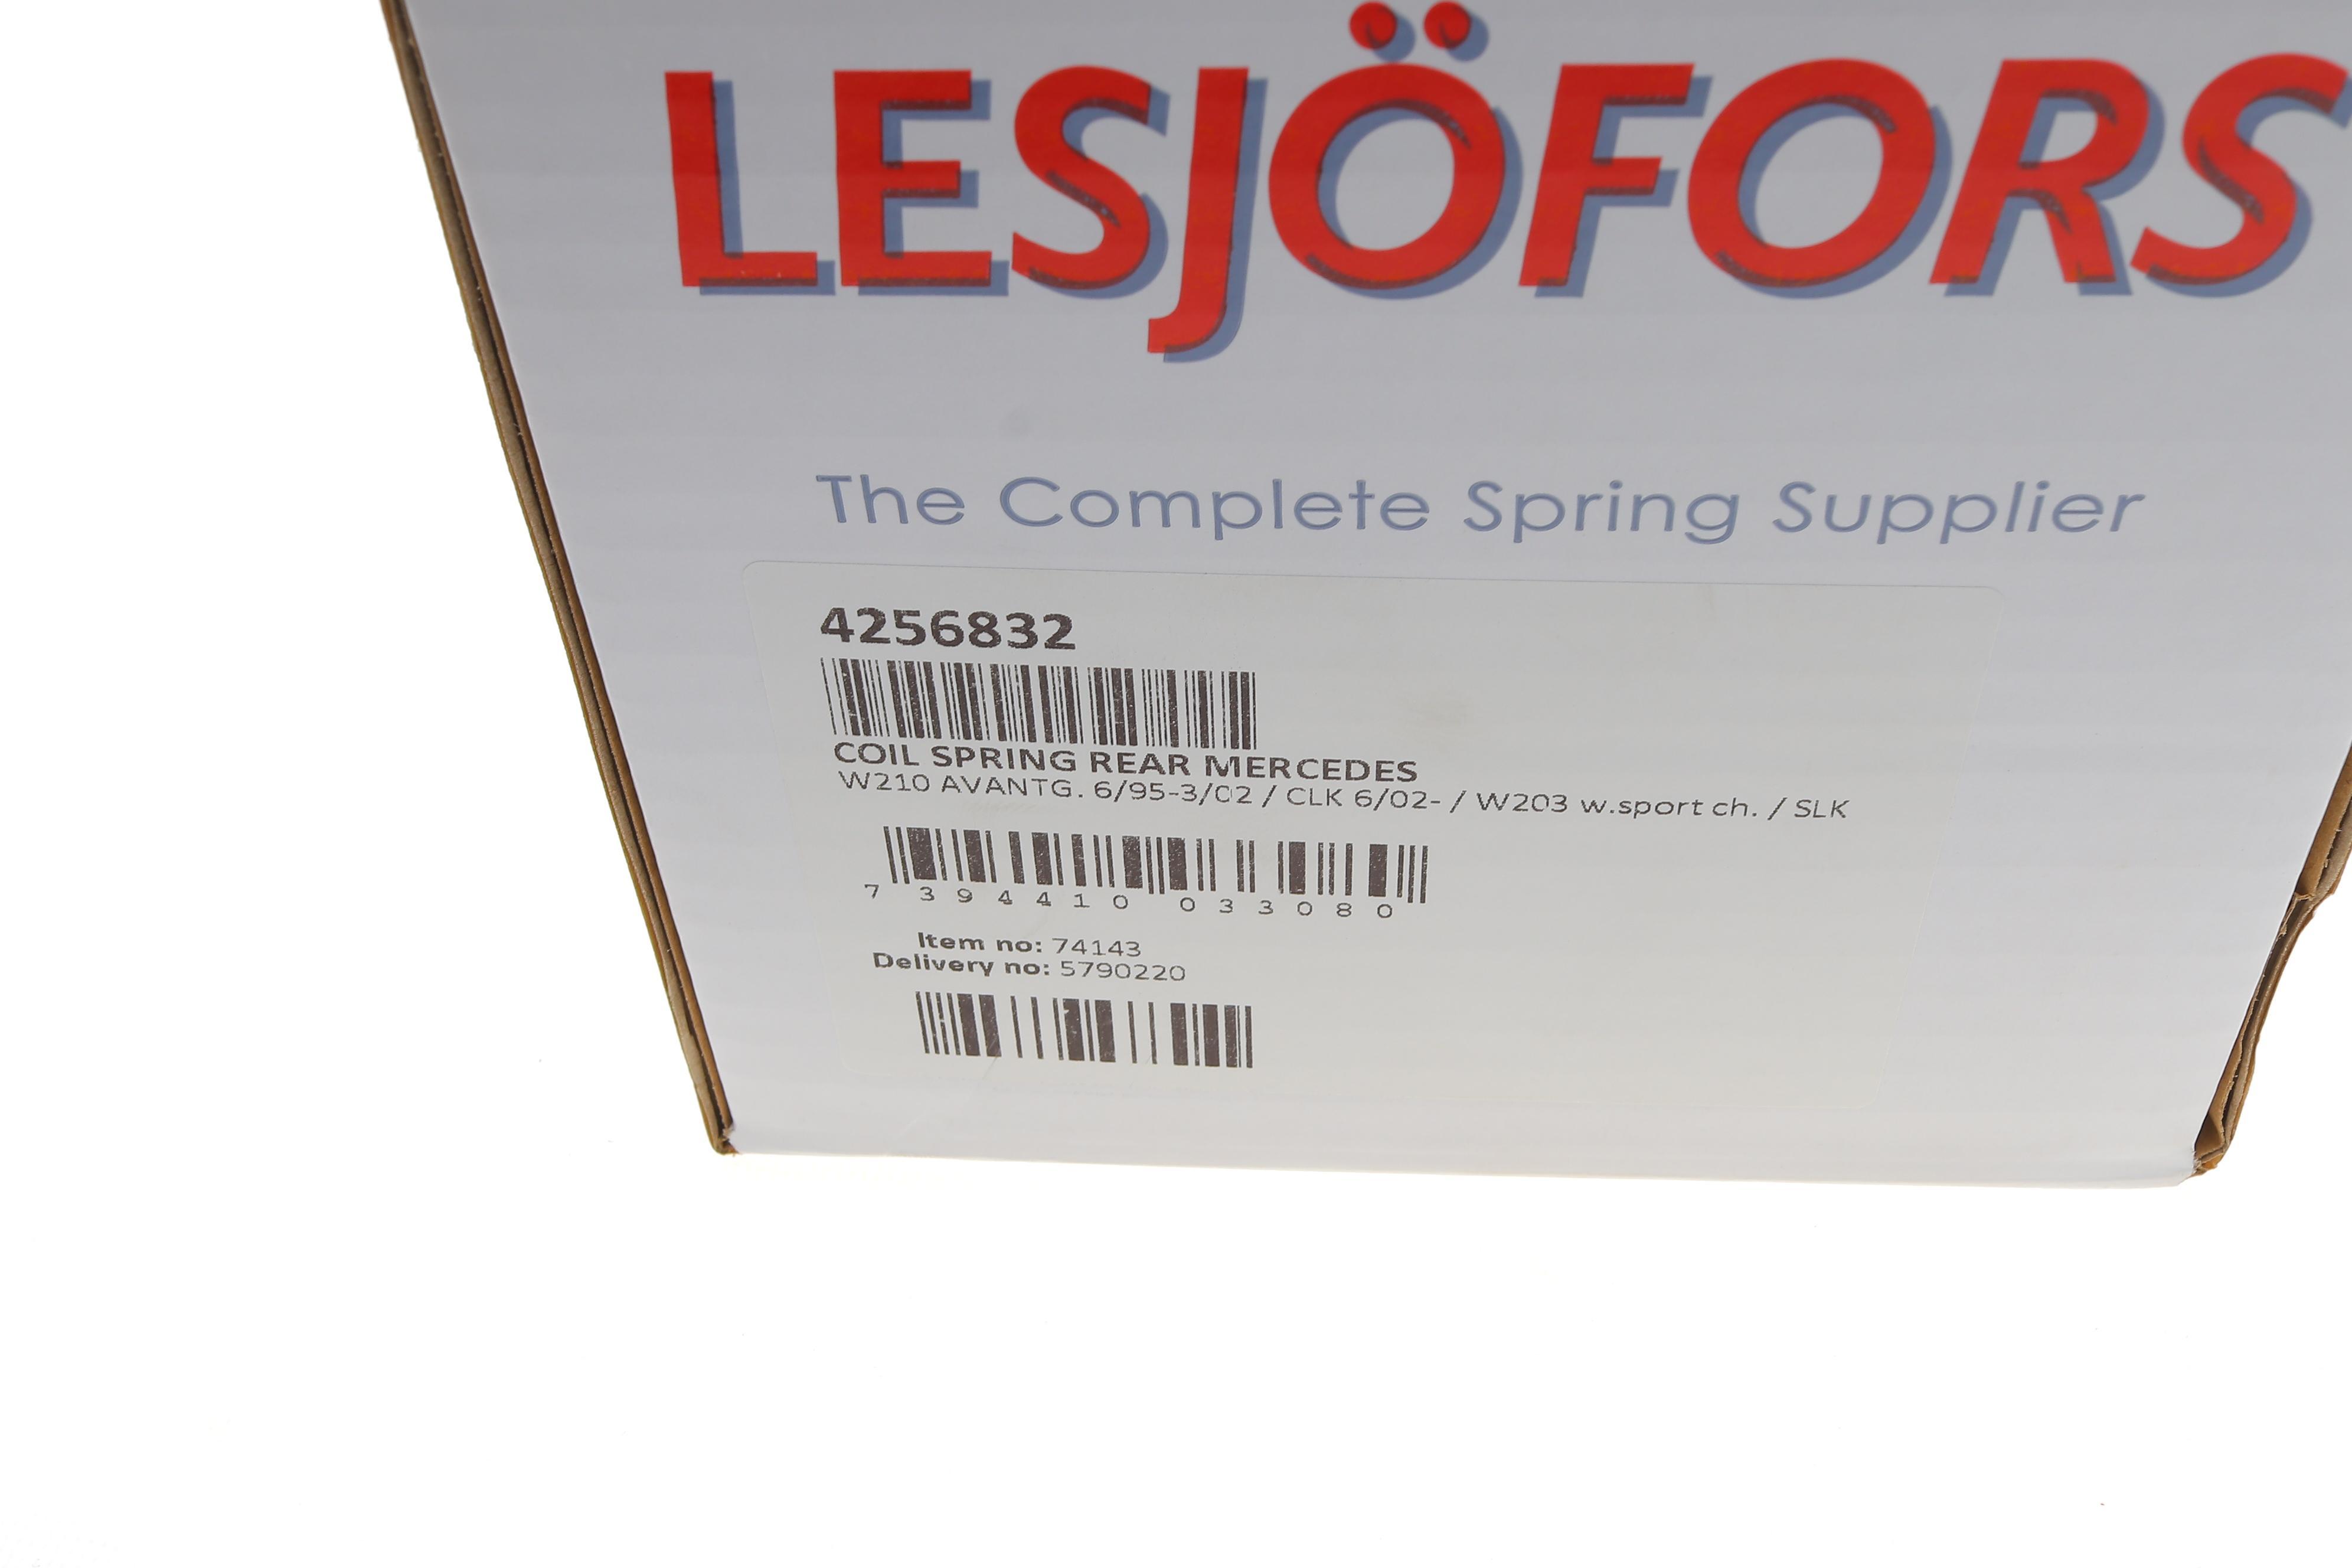 LESJÖFORS
The Complete Spring Supplier
4256832
COIL SPRING REAR MERCEDES
W210 AVANTG. 6/95-3/02 / CLK 6/02- / W203 w.sport ch. / SLK
7 394410 033080
Item no: 74143
Delivery no: 5790220